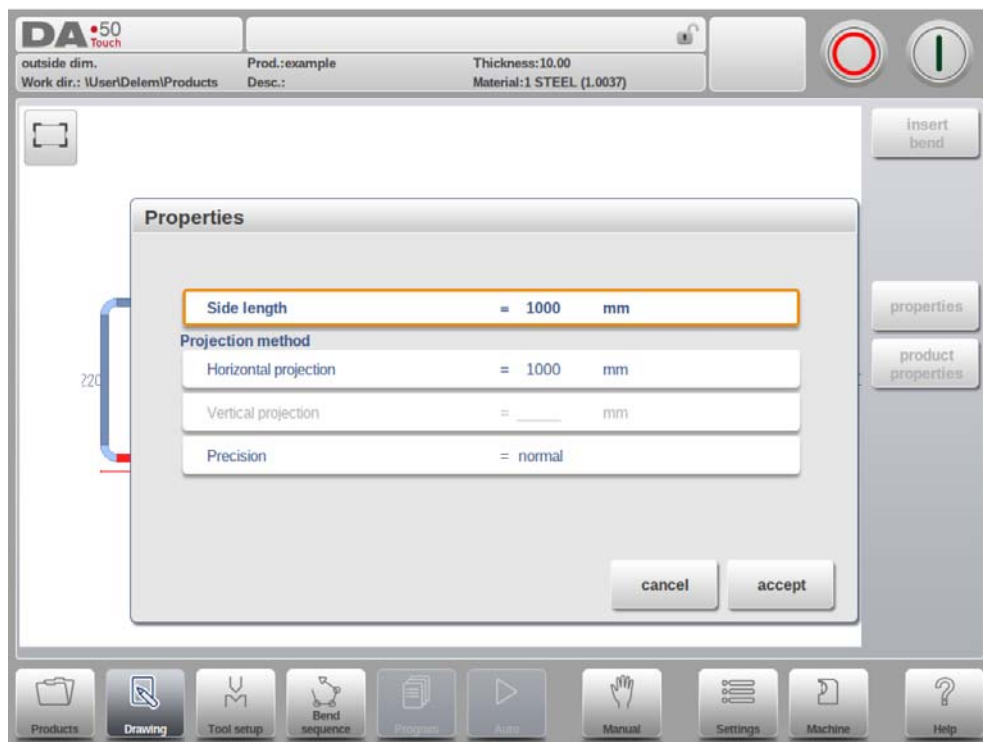 DA•50
Touch
outside dim. Prod.:example Thickness:10.00
Work dir.: \User\Delem\Products Desc.: Material:1 STEEL (1.0037)
insert
bend
Properties
Side length = 1000 mm
Projection method
Horizontal projection = 1000 mm
Vertical projection = _____ mm
Precision = normal
properties
product
properties
220
cancel accept
Products Drawing Tool setup Bend sequence Program Auto Manual Settings Machine Help